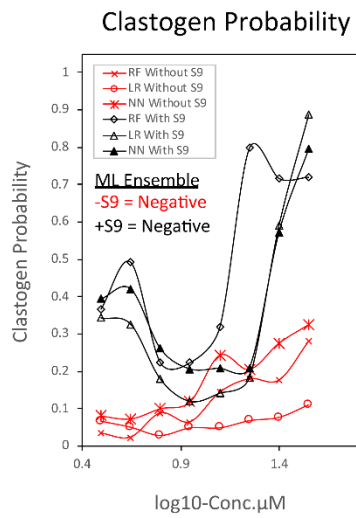 Clastogen Probability
1
0.9
0.8
0.7
0.6
0.5
0.4
0.3
0.2
0.1
0
Clastogen Probability
RF Without S9
LR Without S9
NN Without S9
RF With S9
LR With S9
NN With S9
ML Ensemble
-S9 = Negative
+S9 = Negative
0.4 0.9 1.4
log10-Conc.µM